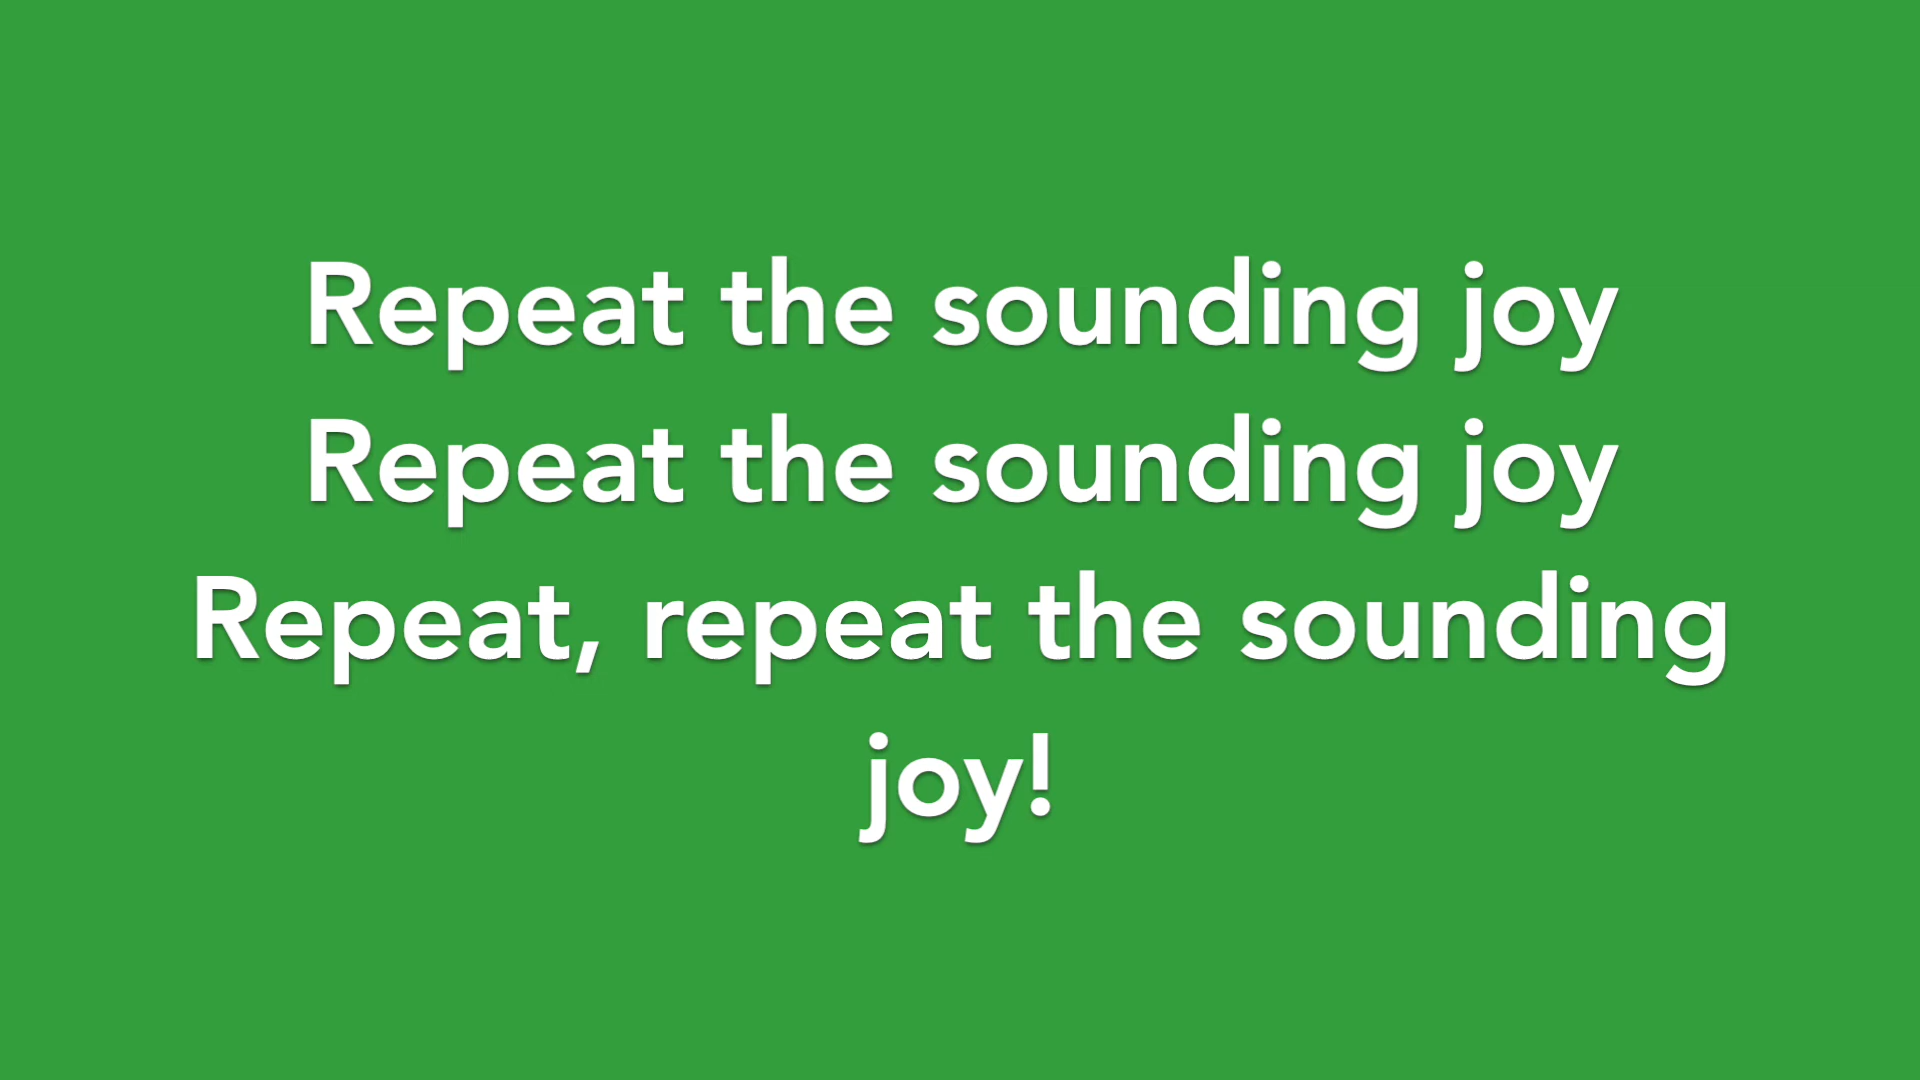 Repeat the sounding joy
Repeat the sounding joy
Repeat, repeat the sounding
joy!